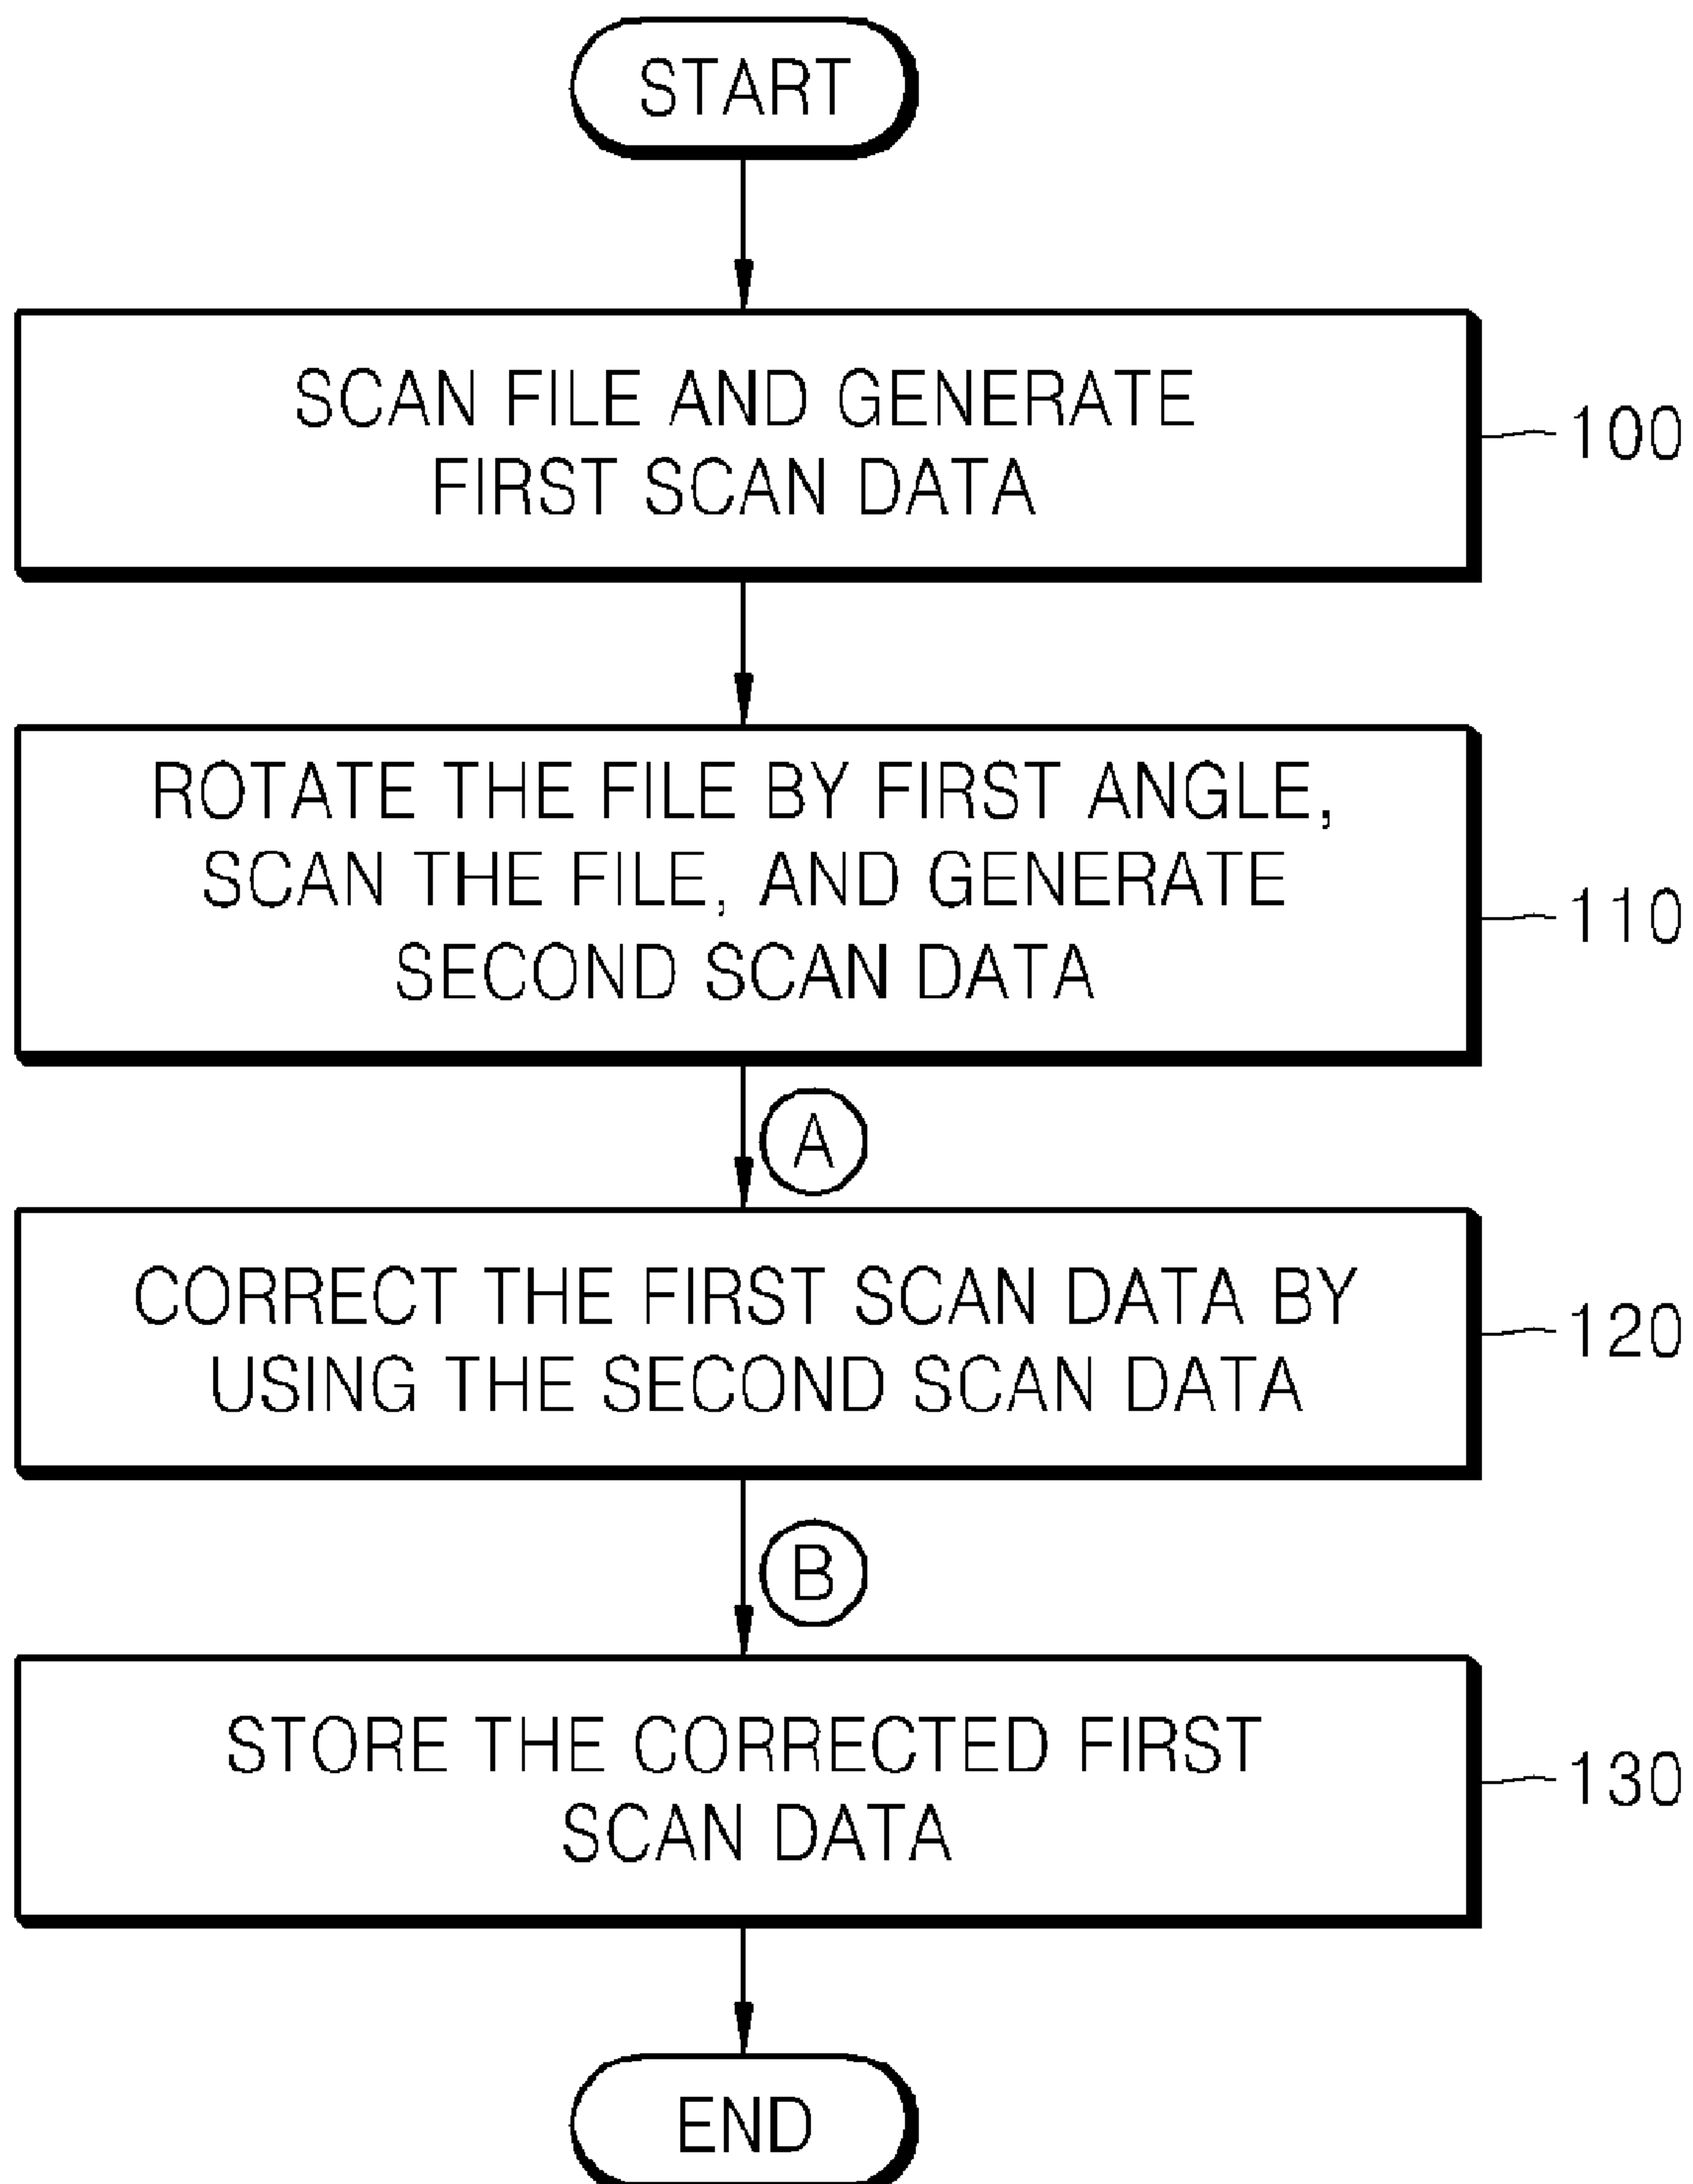 START
SCAN FILE AND GENERATE
FIRST SCAN DATA
100
ROTATE THE FILE BY FIRST ANGLE,
SCAN THE FILE, AND GENERATE
SECOND SCAN DATA
110
A
CORRECT THE FIRST SCAN DATA BY
USING THE SECOND SCAN DATA
120
B
STORE THE CORRECTED FIRST
SCAN DATA
130
END